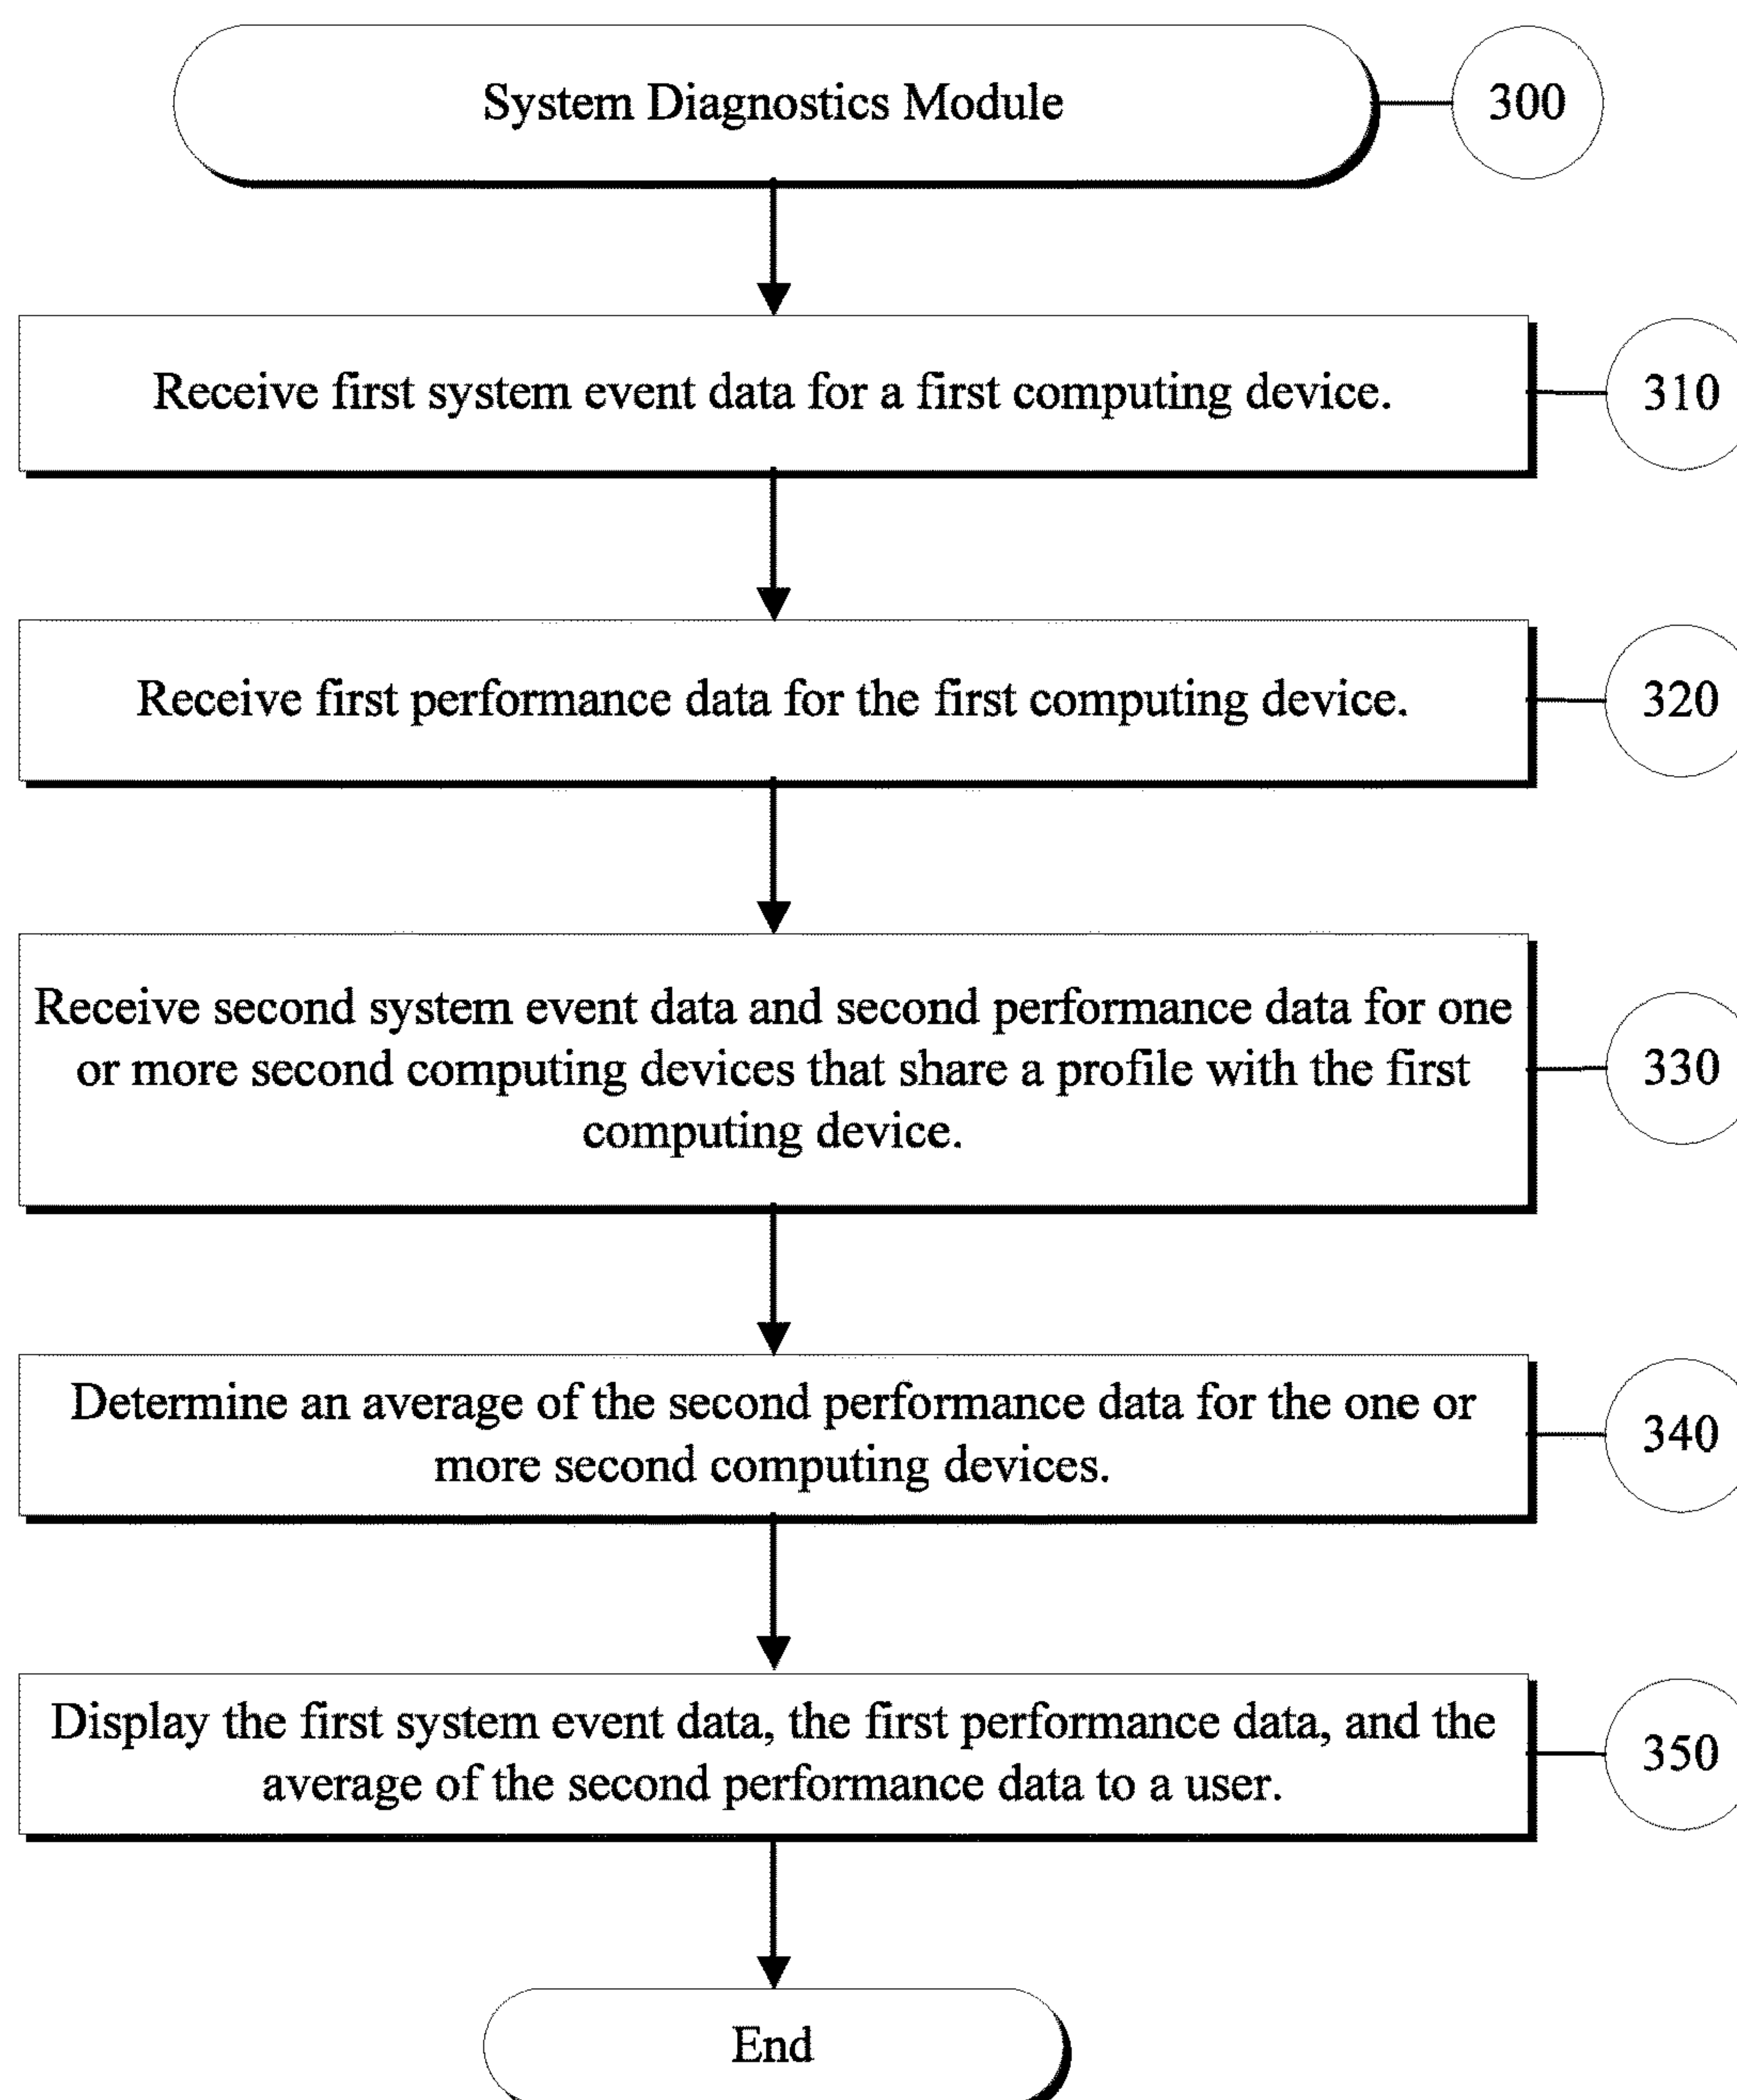 System Diagnostics Module
300
Receive first system event data for a first computing device.
310
Receive first performance data for the first computing device.
320
Receive second system event data and second performance data for one
or more second computing devices that share a profile with the first
computing device.
330
Determine an average of the second performance data for the one or
more second computing devices.
340
Display the first system event data, the first performance data, and the
average of the second performance data to a user.
350
End